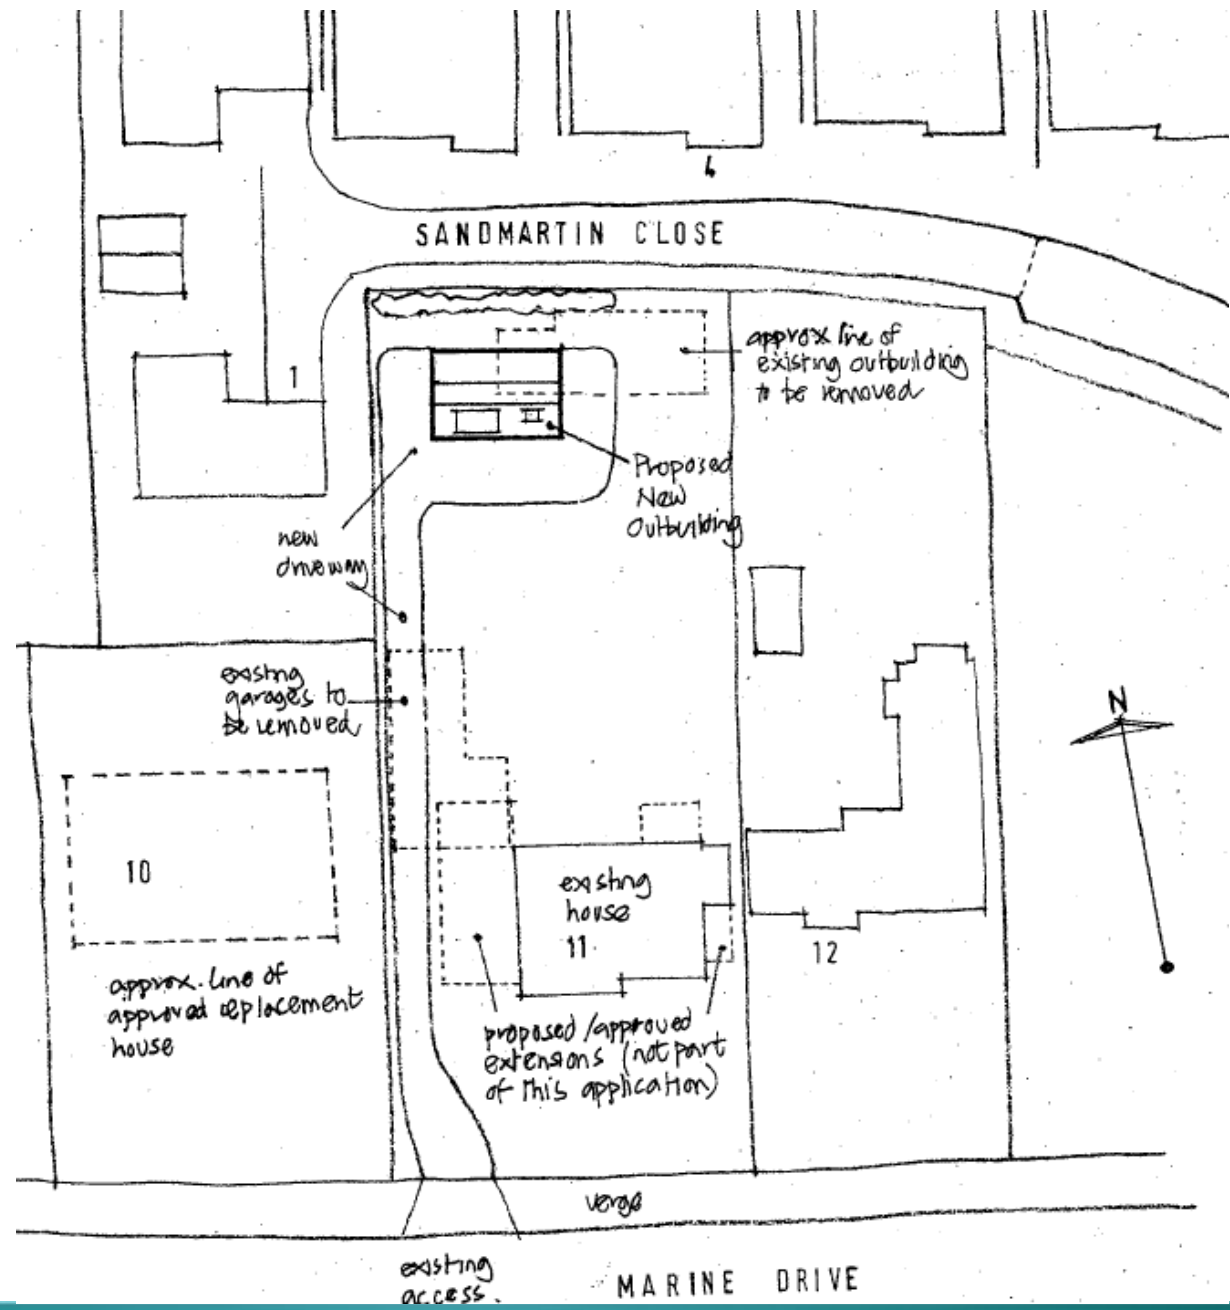 6
SANDMARTIN CLOSE
approx line of
existing outbuilding
to be removed
1
Proposed
New
Outbuilding
new
driveway
existing
garages to
be removed
N
10
existing
house
11
12
approx. line of
approved replacement
house
proposed/approved
extensions (not part
of this application)
verge
existing
access.
MARINE DRIVE